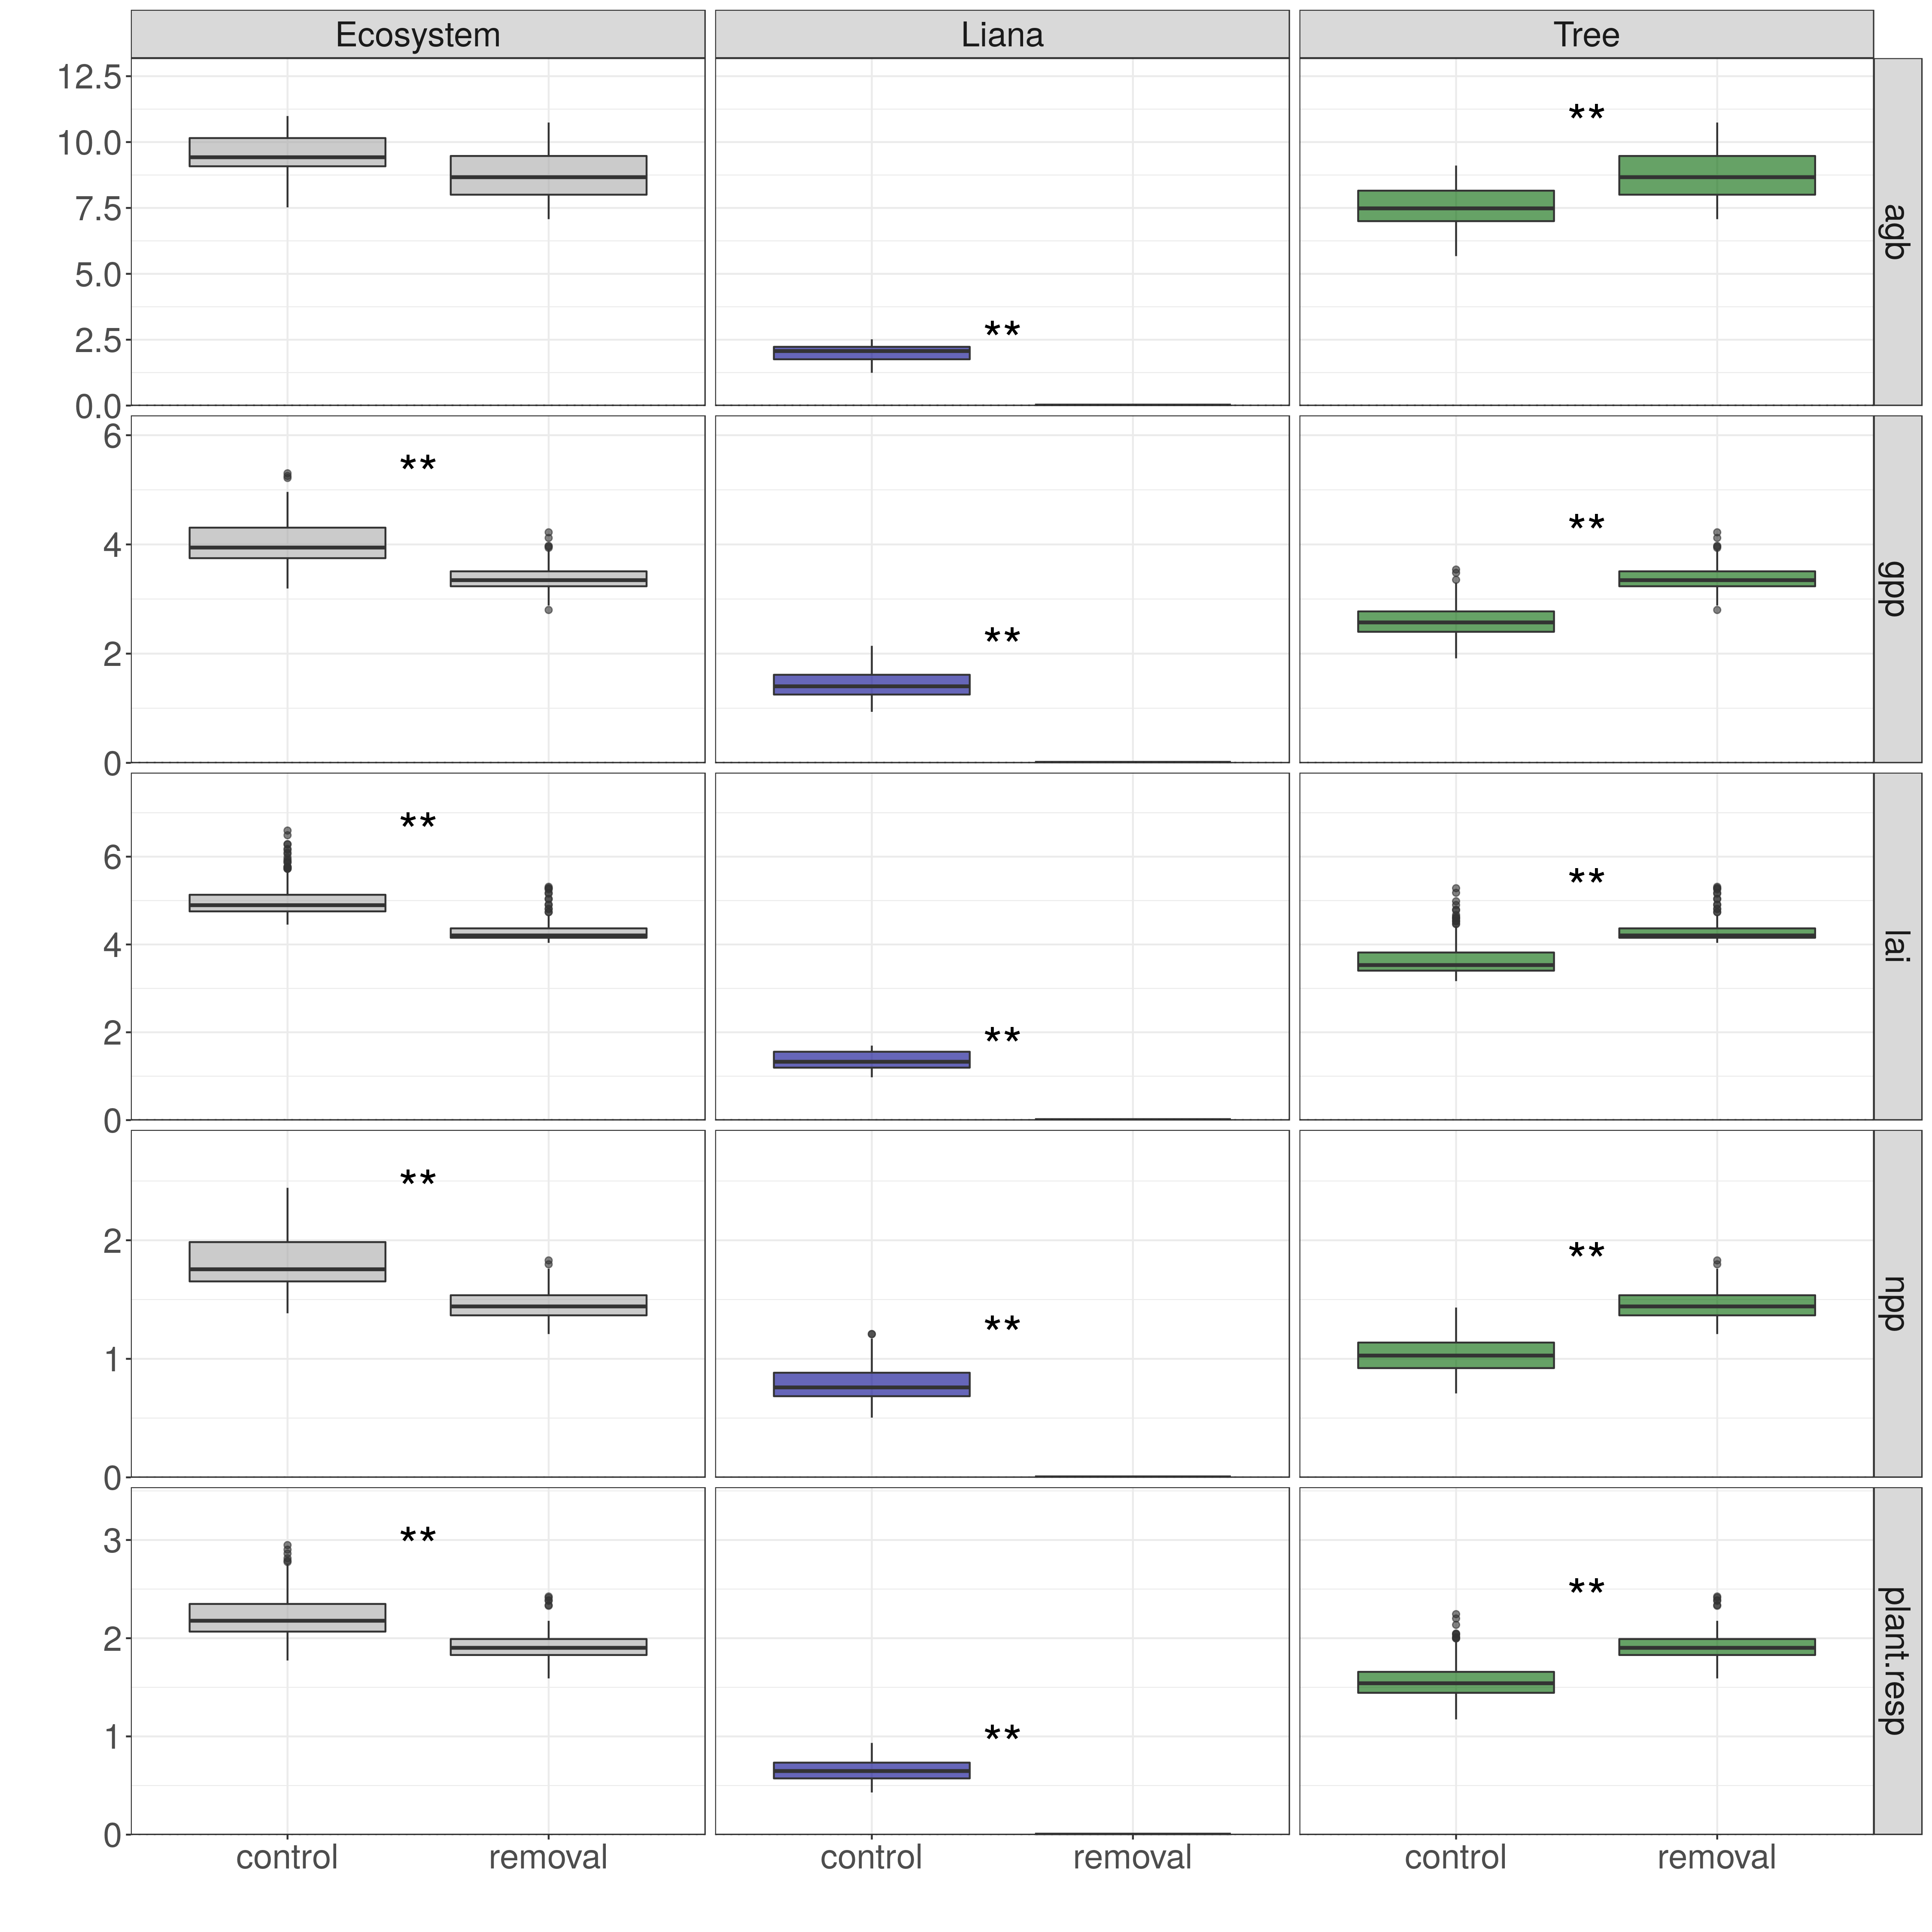 Ecosystem Liana Tree
12.5
10.0
7.5
5.0
2.5
0.0
** **
agb
6
4
2
0
** ** **
gpp
6
4
2
0
** ** **
lai
2
1
0
** ** **
npp
3
2
1
0
** ** **
plant.resp
control removal control removal control removal